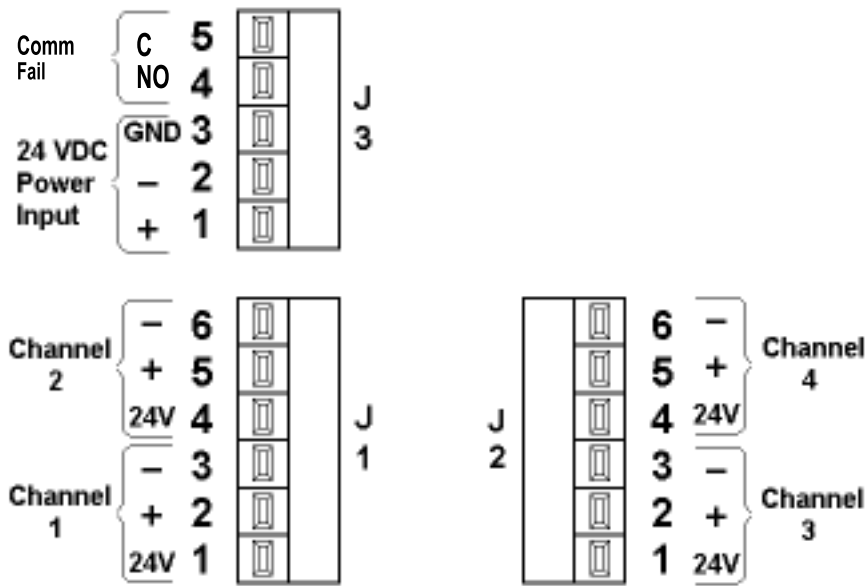 Comm
Fail
C 5
NO 4
J
3
24 VDC
Power
Input
GND 3
− 2
+ 1
Channel
2
− 6
+ 5
24V 4
Channel
1
− 3
+ 2
24V 1
J
1
J
2
6 −
5 +
4 24V
Channel
4
3 −
2 +
1 24V
Channel
3